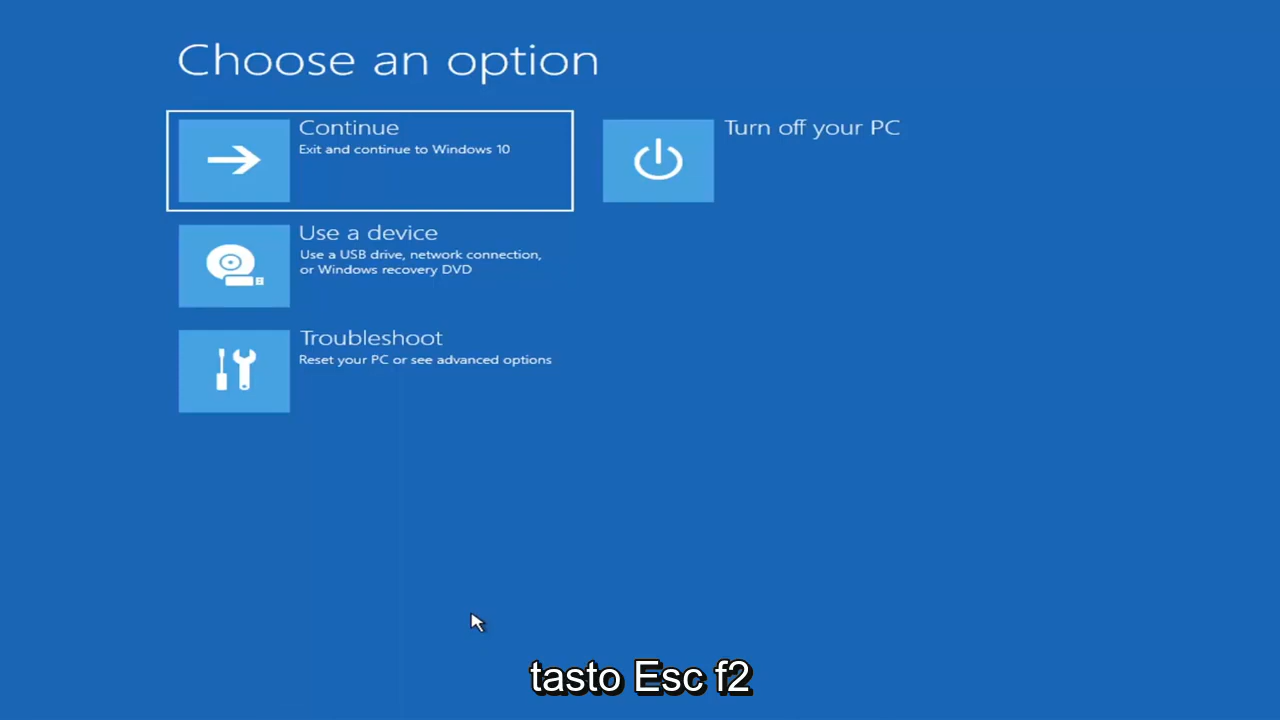 Choose an option
Continue
Exit and continue to Windows 10
Turn off your PC
Use a device
Use a USB drive, network connection,
or Windows recovery DVD
Troubleshoot
Reset your PC or see advanced options
tasto Esc f2